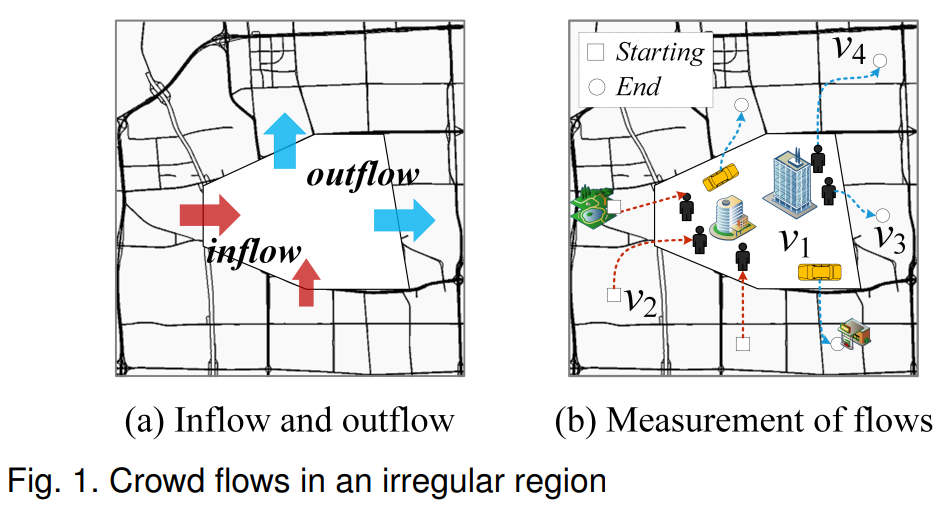 outflow
inflow
Starting
End
v4
v1
v3
v2
(a) Inflow and outflow
(b) Measurement of flows
Fig. 1. Crowd flows in an irregular region